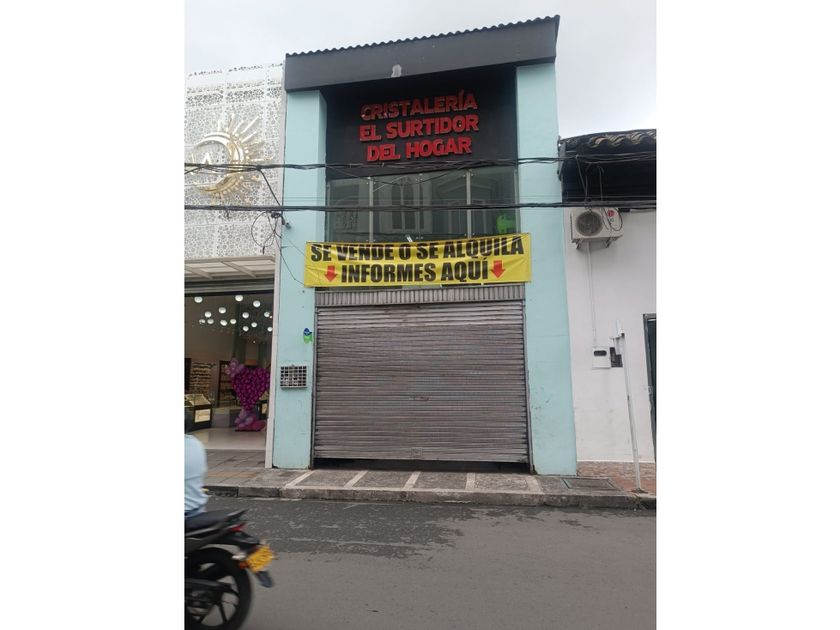 CRISTALERÍA
EL SURTIDOR
DEL HOGAR
SE VENDE O SE ALQUILA
INFORMES AQUÍ